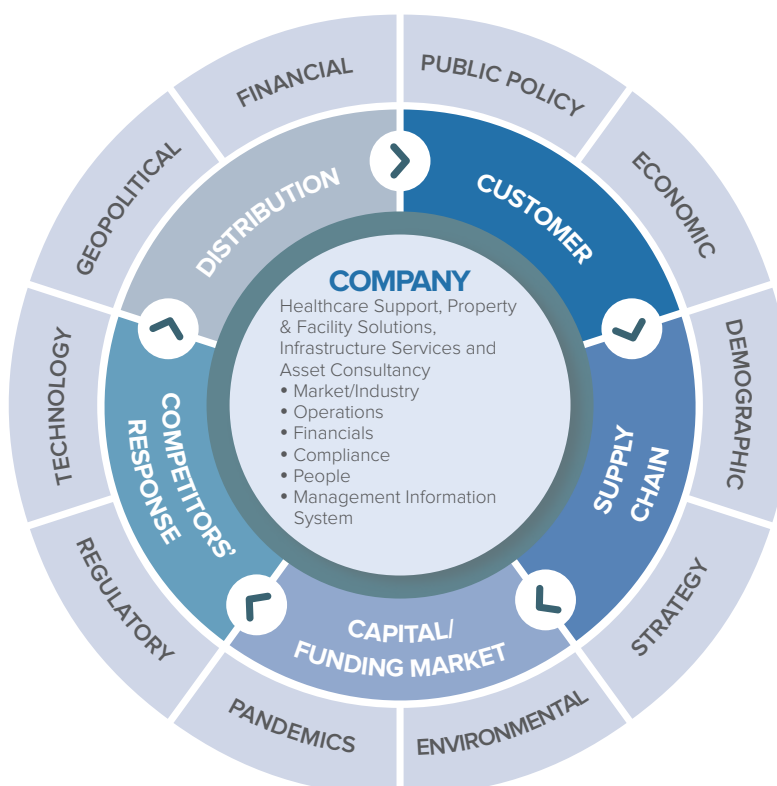 FINANCIAL
PUBLIC POLICY
ECONOMIC
DEMOGRAPHIC
STRATEGY
ENVIRONMENTAL
PANDEMICS
REGULATORY
TECHNOLOGY
GEOPOLITICAL
DISTRIBUTION
CUSTOMER
SUPPLY
CHAIN
CAPITAL/
FUNDING MARKET
COMPETITORS’
RESPONSE
COMPANY
Healthcare Support, Property
& Facility Solutions,
Infrastructure Services and
Asset Consultancy
• Market/Industry
• Operations
• Financials
• Compliance
• People
• Management Information
System